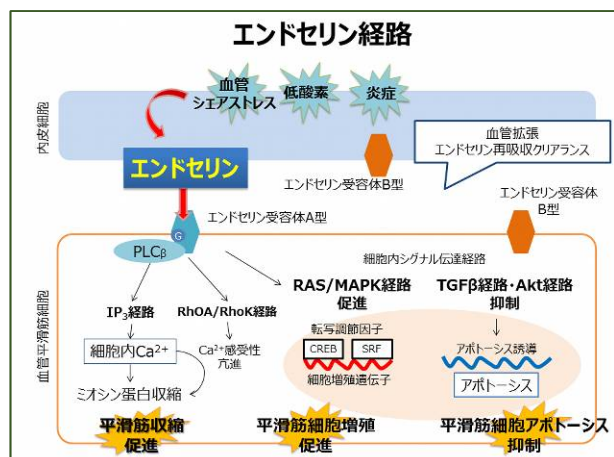 エンドセリン経路
血管
シェアストレス
低酸素
炎症
内皮細胞
エンドセリン
エンドセリン受容体B型
血管拡張
エンドセリン再吸収クリアランス
エンドセリン受容体A型
エンドセリン受容体
B型
G
PLCβ
血管平滑筋細胞
細胞内シグナル伝達経路
IP3経路
RhOA/RhoK経路
RAS/MAPK経路
促進
TGFβ経路・Akt経路
抑制
細胞内Ca2+
Ca2+感受性
亢進
ミオシン蛋白収縮
転写調節因子
CREB
SRF
細胞増殖遺伝子
アポトーシス誘導
アポトーシス
平滑筋収縮
促進
平滑筋細胞増殖
促進
平滑筋細胞アポトーシス
抑制